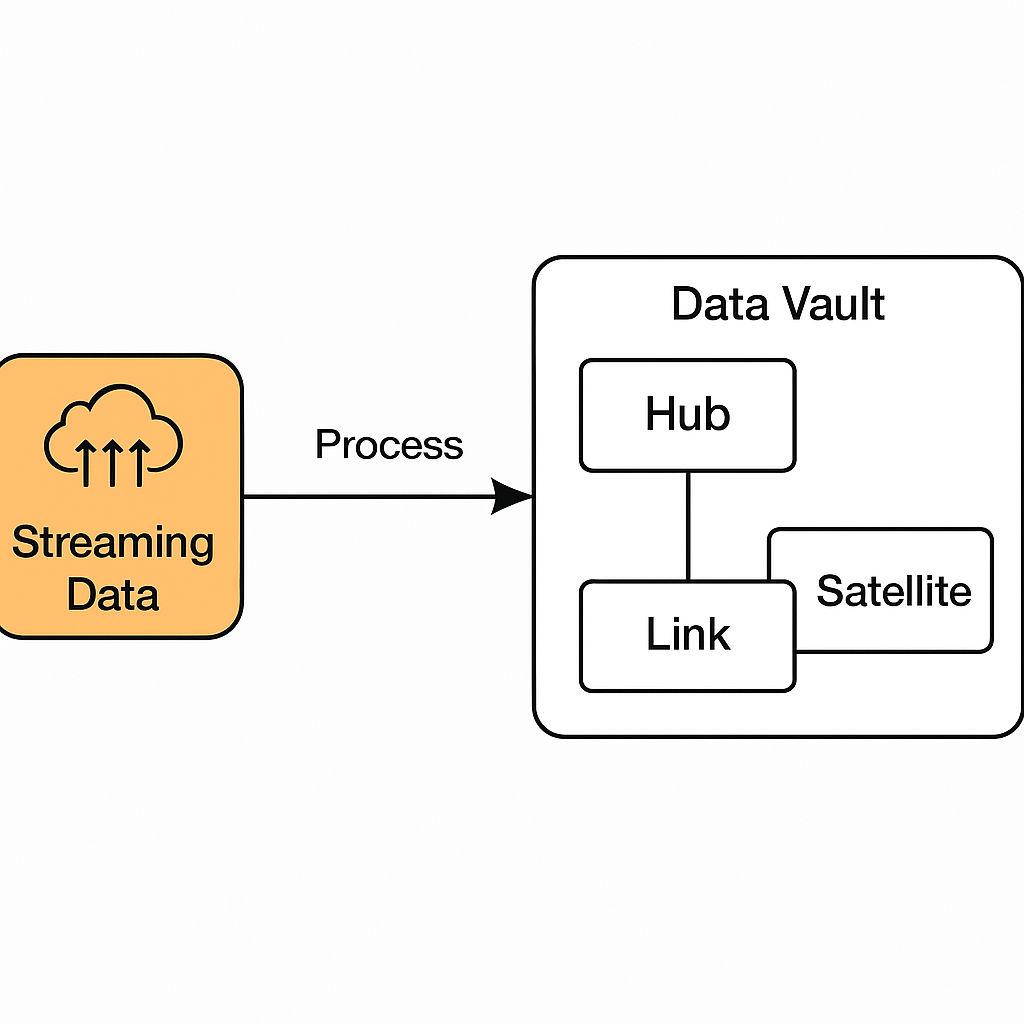 Streaming
Data
Process
Data Vault
Hub
Link
Satellite